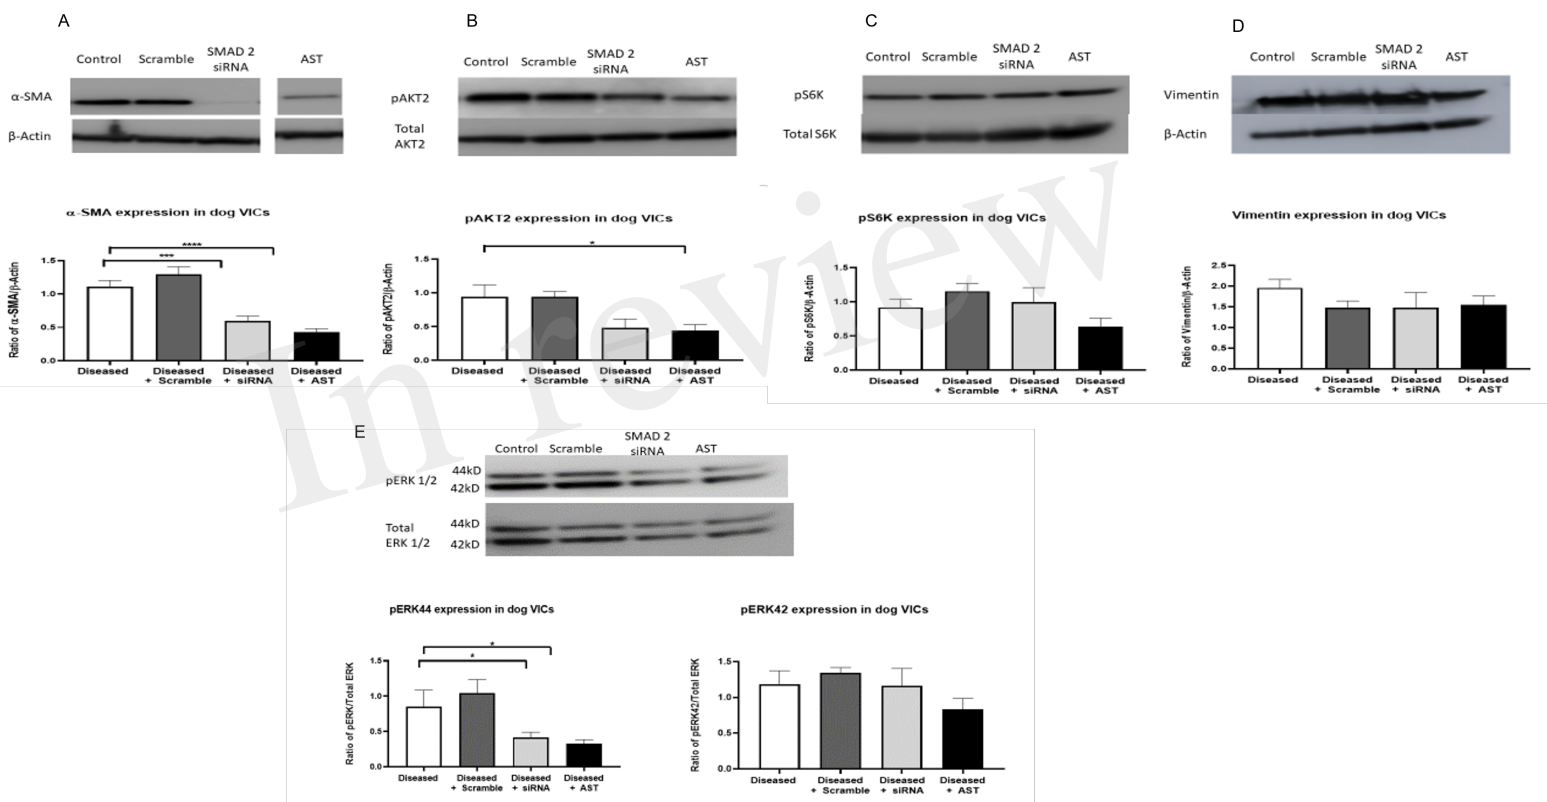 A
Control Scramble SMAD 2 siRNA AST
α-SMA
β-Actin
α-SMA expression in dog VICs
****
***
Ratio of α-SMA/β-Actin
1.5
1.0
0.5
0.0
Diseased
Diseased + Scramble
Diseased + siRNA
Diseased + AST
B
Control Scramble SMAD 2 siRNA AST
pAKT2
Total AKT2
pAKT2 expression in dog VICs
*
Ratio of pAKT2/β-Actin
1.5
1.0
0.5
0.0
Diseased
Diseased + Scramble
Diseased + siRNA
Diseased + AST
C
Control Scramble SMAD 2 siRNA AST
pS6K
Total S6K
pS6K expression in dog VICs
Ratio of pS6K/β-Actin
1.5
1.0
0.5
0.0
Diseased
Diseased + Scramble
Diseased + siRNA
Diseased + AST
D
Control Scramble SMAD 2 siRNA AST
Vimentin
β-Actin
Vimentin expression in dog VICs
Ratio of Vimentin/β-Actin
2.5
2.0
1.5
1.0
0.5
0.0
Diseased
Diseased + Scramble
Diseased + siRNA
Diseased + AST
E
Control Scramble SMAD 2 siRNA AST
pERK 1/2
44kD
42kD
Total ERK 1/2
44kD
42kD
pERK44 expression in dog VICs
*
*
Ratio of pERK/Total ERK
1.5
1.0
0.5
0.0
Diseased
Diseased + Scramble
Diseased + siRNA
Diseased + AST
pERK42 expression in dog VICs
Ratio of pERK42/Total ERK
1.5
1.0
0.5
0.0
Diseased
Diseased + Scramble
Diseased + siRNA
Diseased + AST
In review